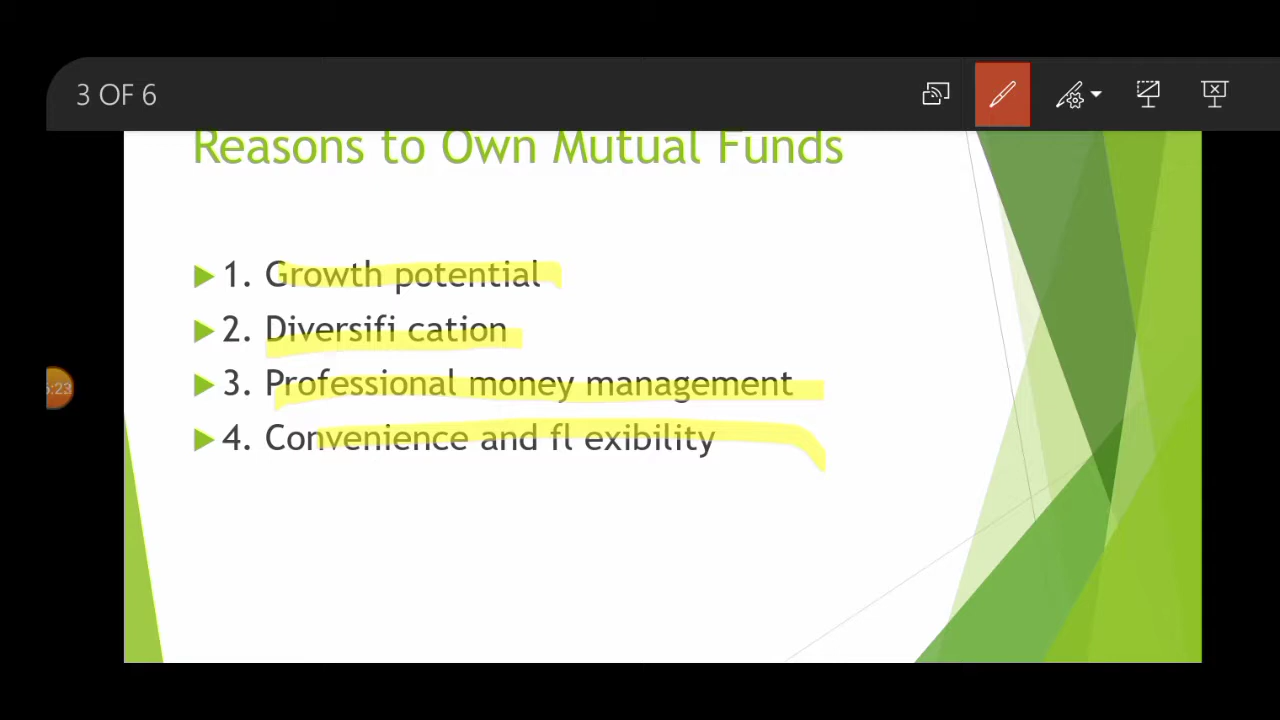 3 OF 6
Reasons to Own Mutual Funds
1. Growth potential
2. Diversifi cation
3. Professional money management
4. Convenience and fl exibility
:23